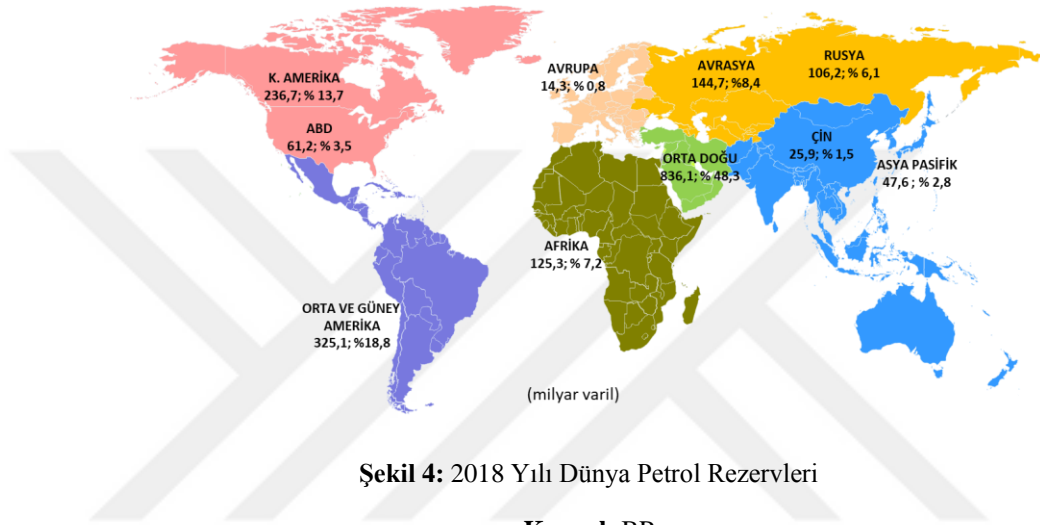 K. AMERİKA
236,7; % 13,7
ABD
61,2; % 3,5
AVRUPA
14,3; % 0,8
AVRASYA
144,7; %8,4
RUSYA
106,2; % 6,1
ORTA DOĞU
836,1; % 48,3
ÇİN
25,9; % 1,5
ASYA PASİFİK
47,6 ; % 2,8
AFRİKA
125,3; % 7,2
ORTA VE GÜNEY
AMERİKA
325,1; %18,8
(milyar varil)
Şekil 4: 2018 Yılı Dünya Petrol Rezervleri